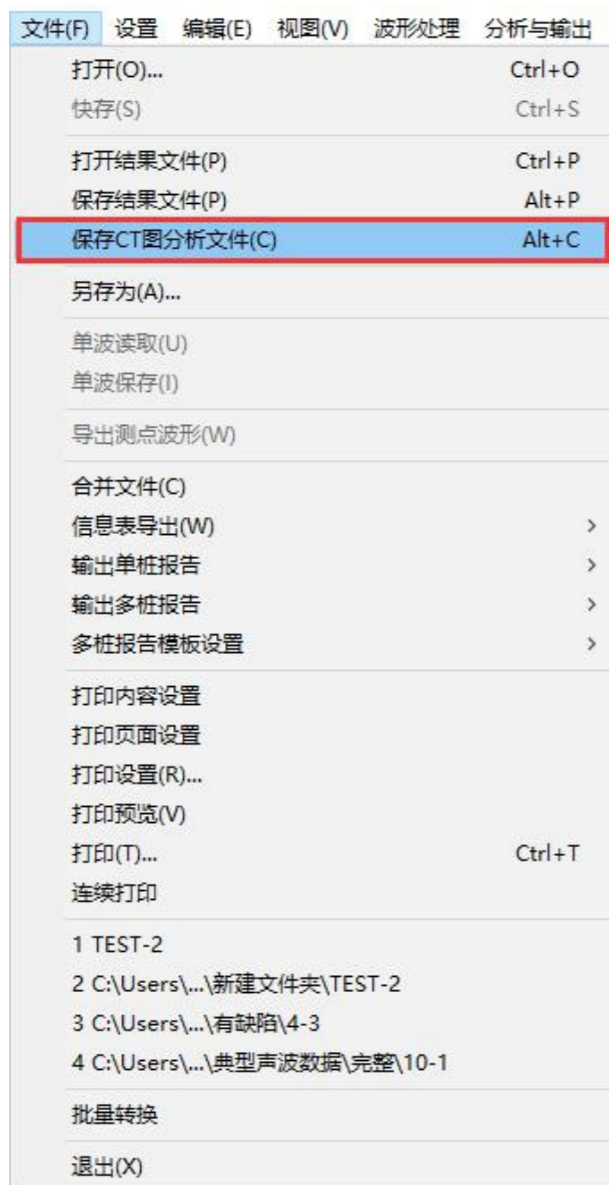 文件(F) 设置 编辑(E) 视图(V) 波形处理 分析与输出
打开(O)... Ctrl+O
快存(S) Ctrl+S
打开结果文件(P) Ctrl+P
保存结果文件(P) Alt+P
保存CT图分析文件(C) Alt+C
另存为(A)...
单波读取(U)
单波保存(I)
导出测点波形(W)
合并文件(C)
信息表导出(W) >
输出单桩报告 >
输出多桩报告 >
多桩报告模板设置 >
打印内容设置
打印页面设置
打印设置(R)...
打印预览(V)
打印(T)... Ctrl+T
连续打印
1 TEST-2
2 C:\Users\...\新建文件夹\TEST-2
3 C:\Users\...\有缺陷\4-3
4 C:\Users\...\典型声波数据\完整\10-1
批量转换
退出(X)